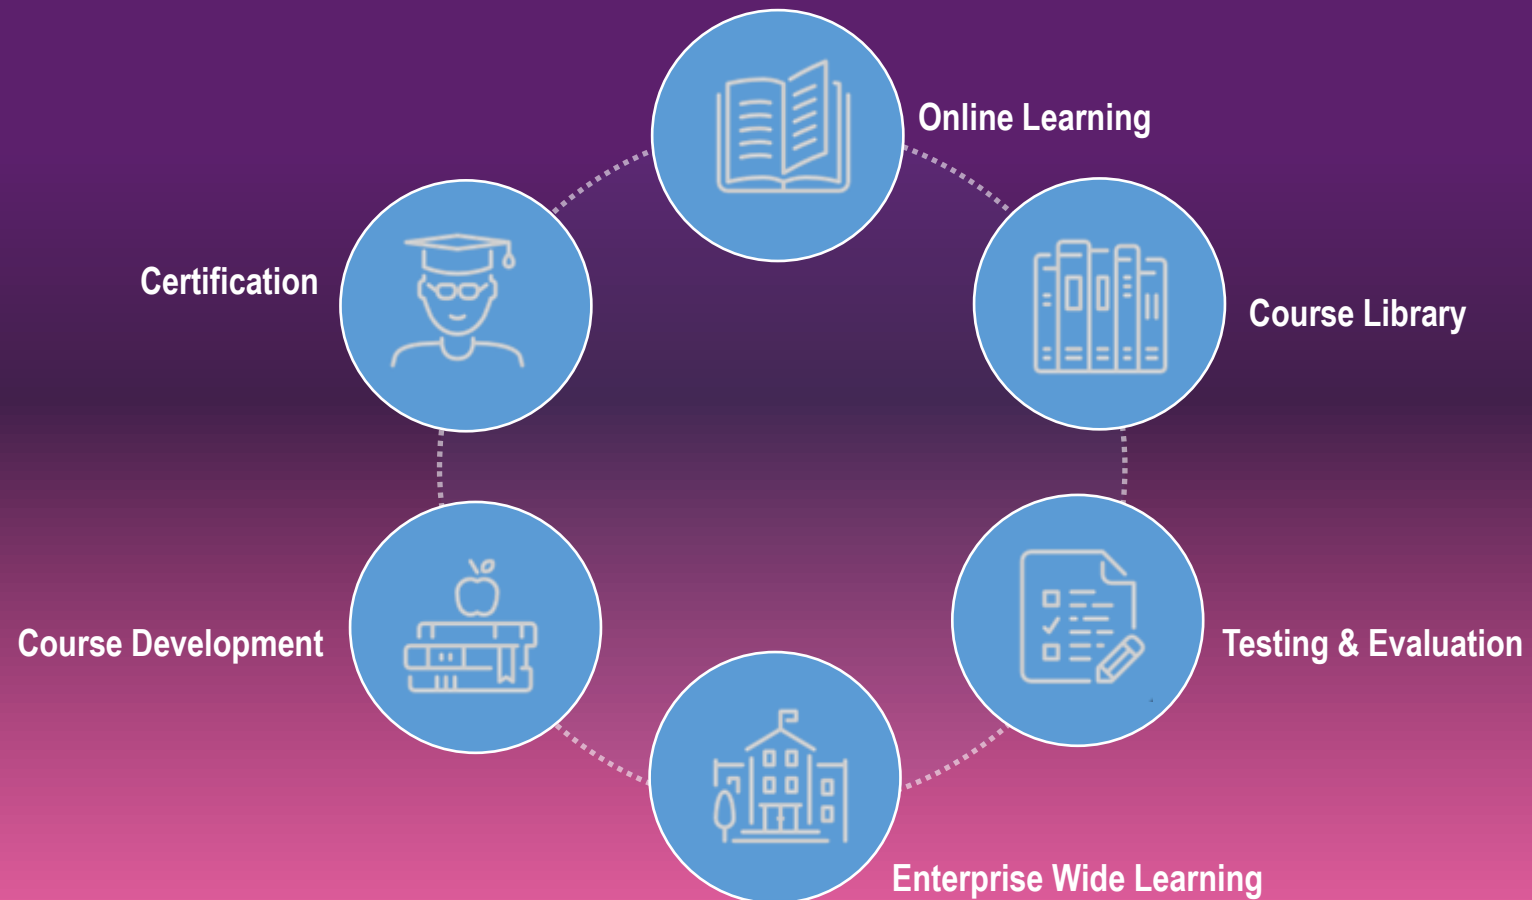 Online Learning
Certification
Course Library
Course Development
Testing & Evaluation
Enterprise Wide Learning